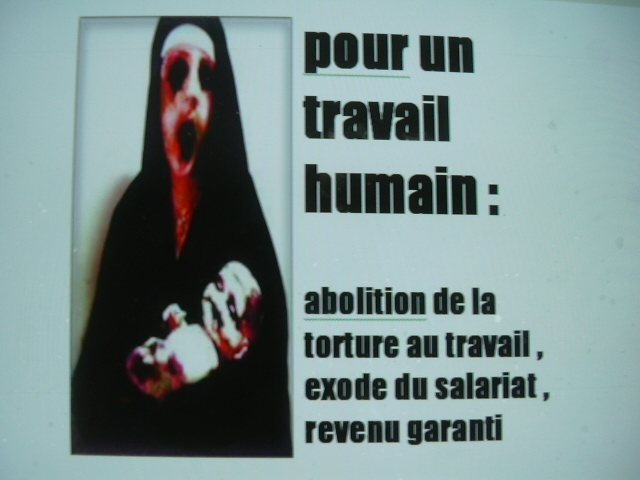 pour un
travail
humain :
abolition de la
torture au travail ,
exode du salariat ,
revenu garanti